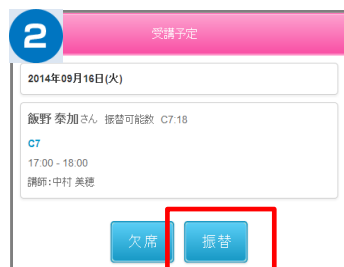 2
受講予定
2014年09月16日(火)
飯野 泰加さん 振替可能数 C7:18
C7
17:00 - 18:00
講師:中村 美穂
欠席 振替